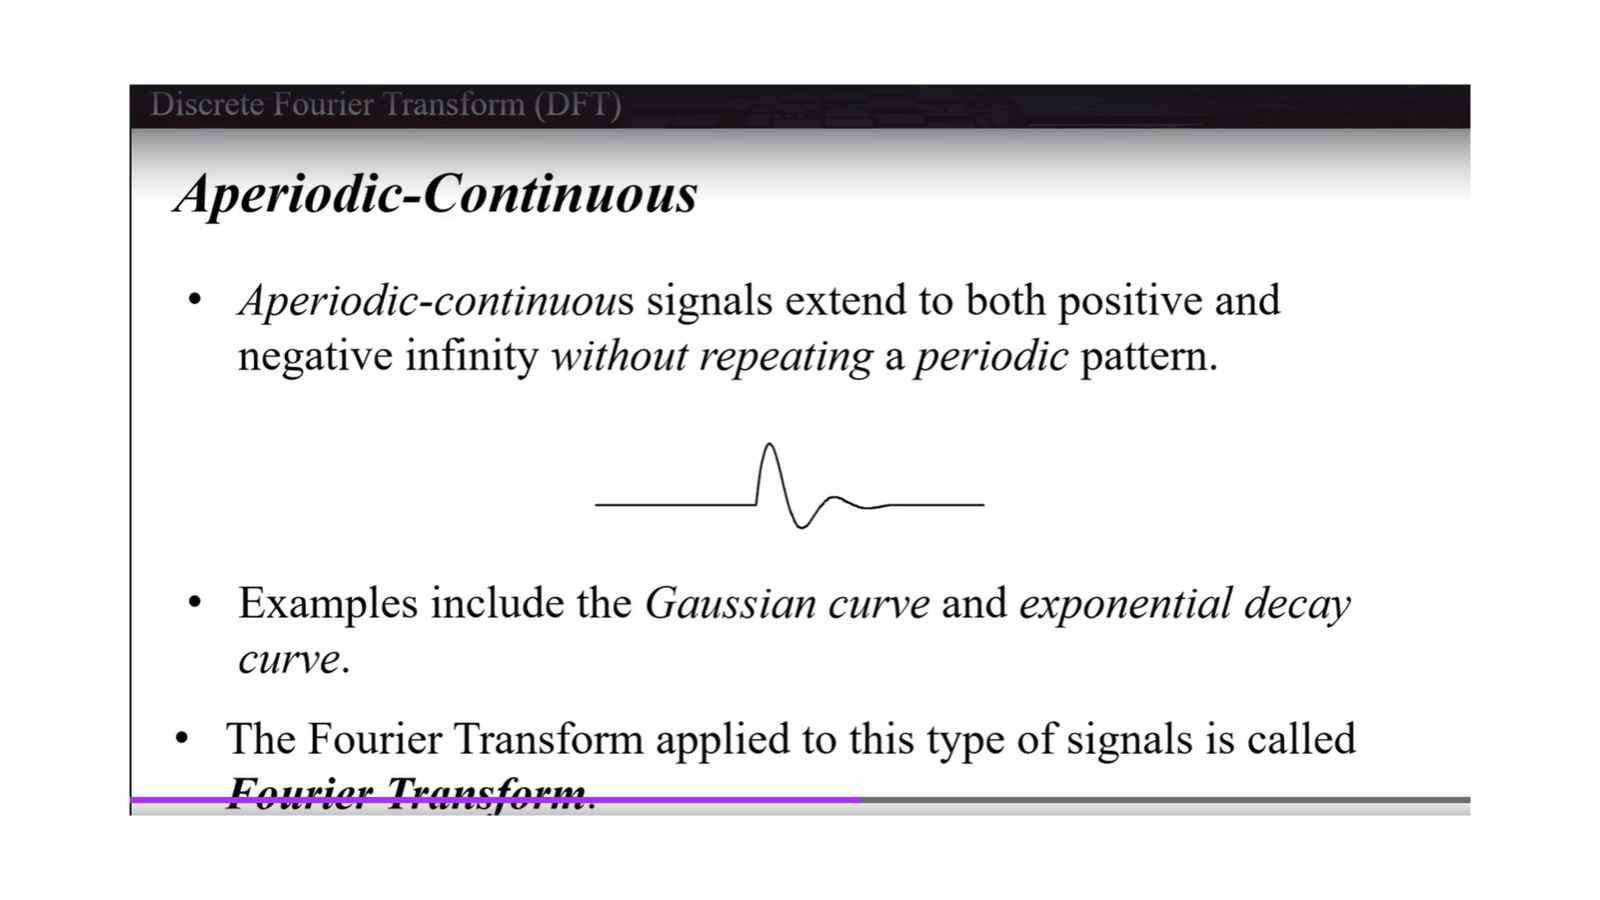 Discrete Fourier Transform (DFT)
Aperiodic-Continuous
• Aperiodic-continuous signals extend to both positive and
negative infinity without repeating a periodic pattern.
• Examples include the Gaussian curve and exponential decay
curve.
• The Fourier Transform applied to this type of signals is called
Fourier Transform.